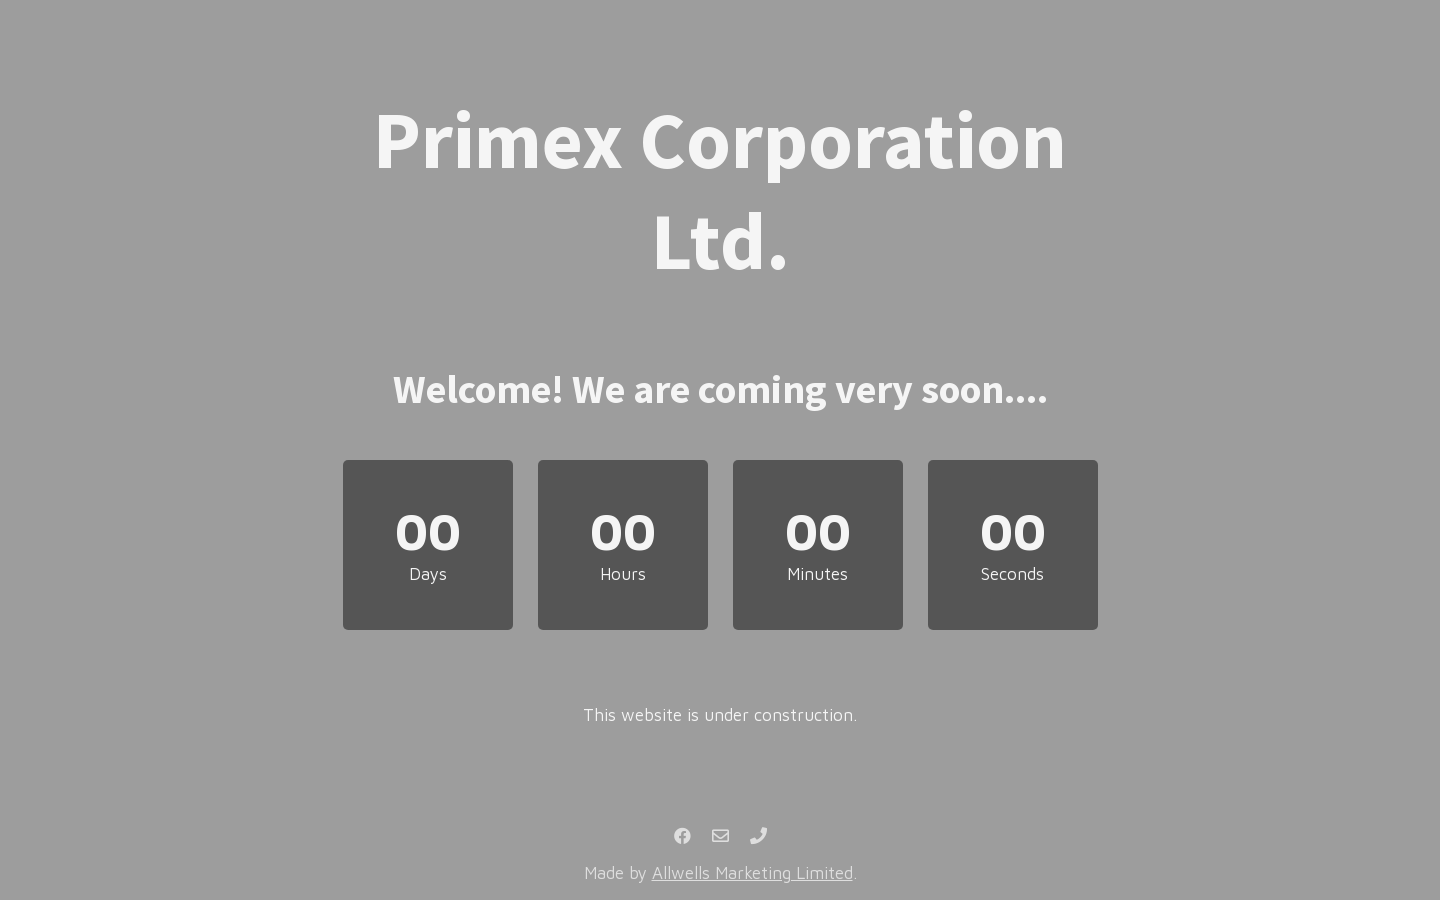 Primex Corporation
Ltd.
Welcome! We are coming very soon....
00
Days
00
Hours
00
Minutes
00
Seconds
This website is under construction.
Made by Allwells Marketing Limited.